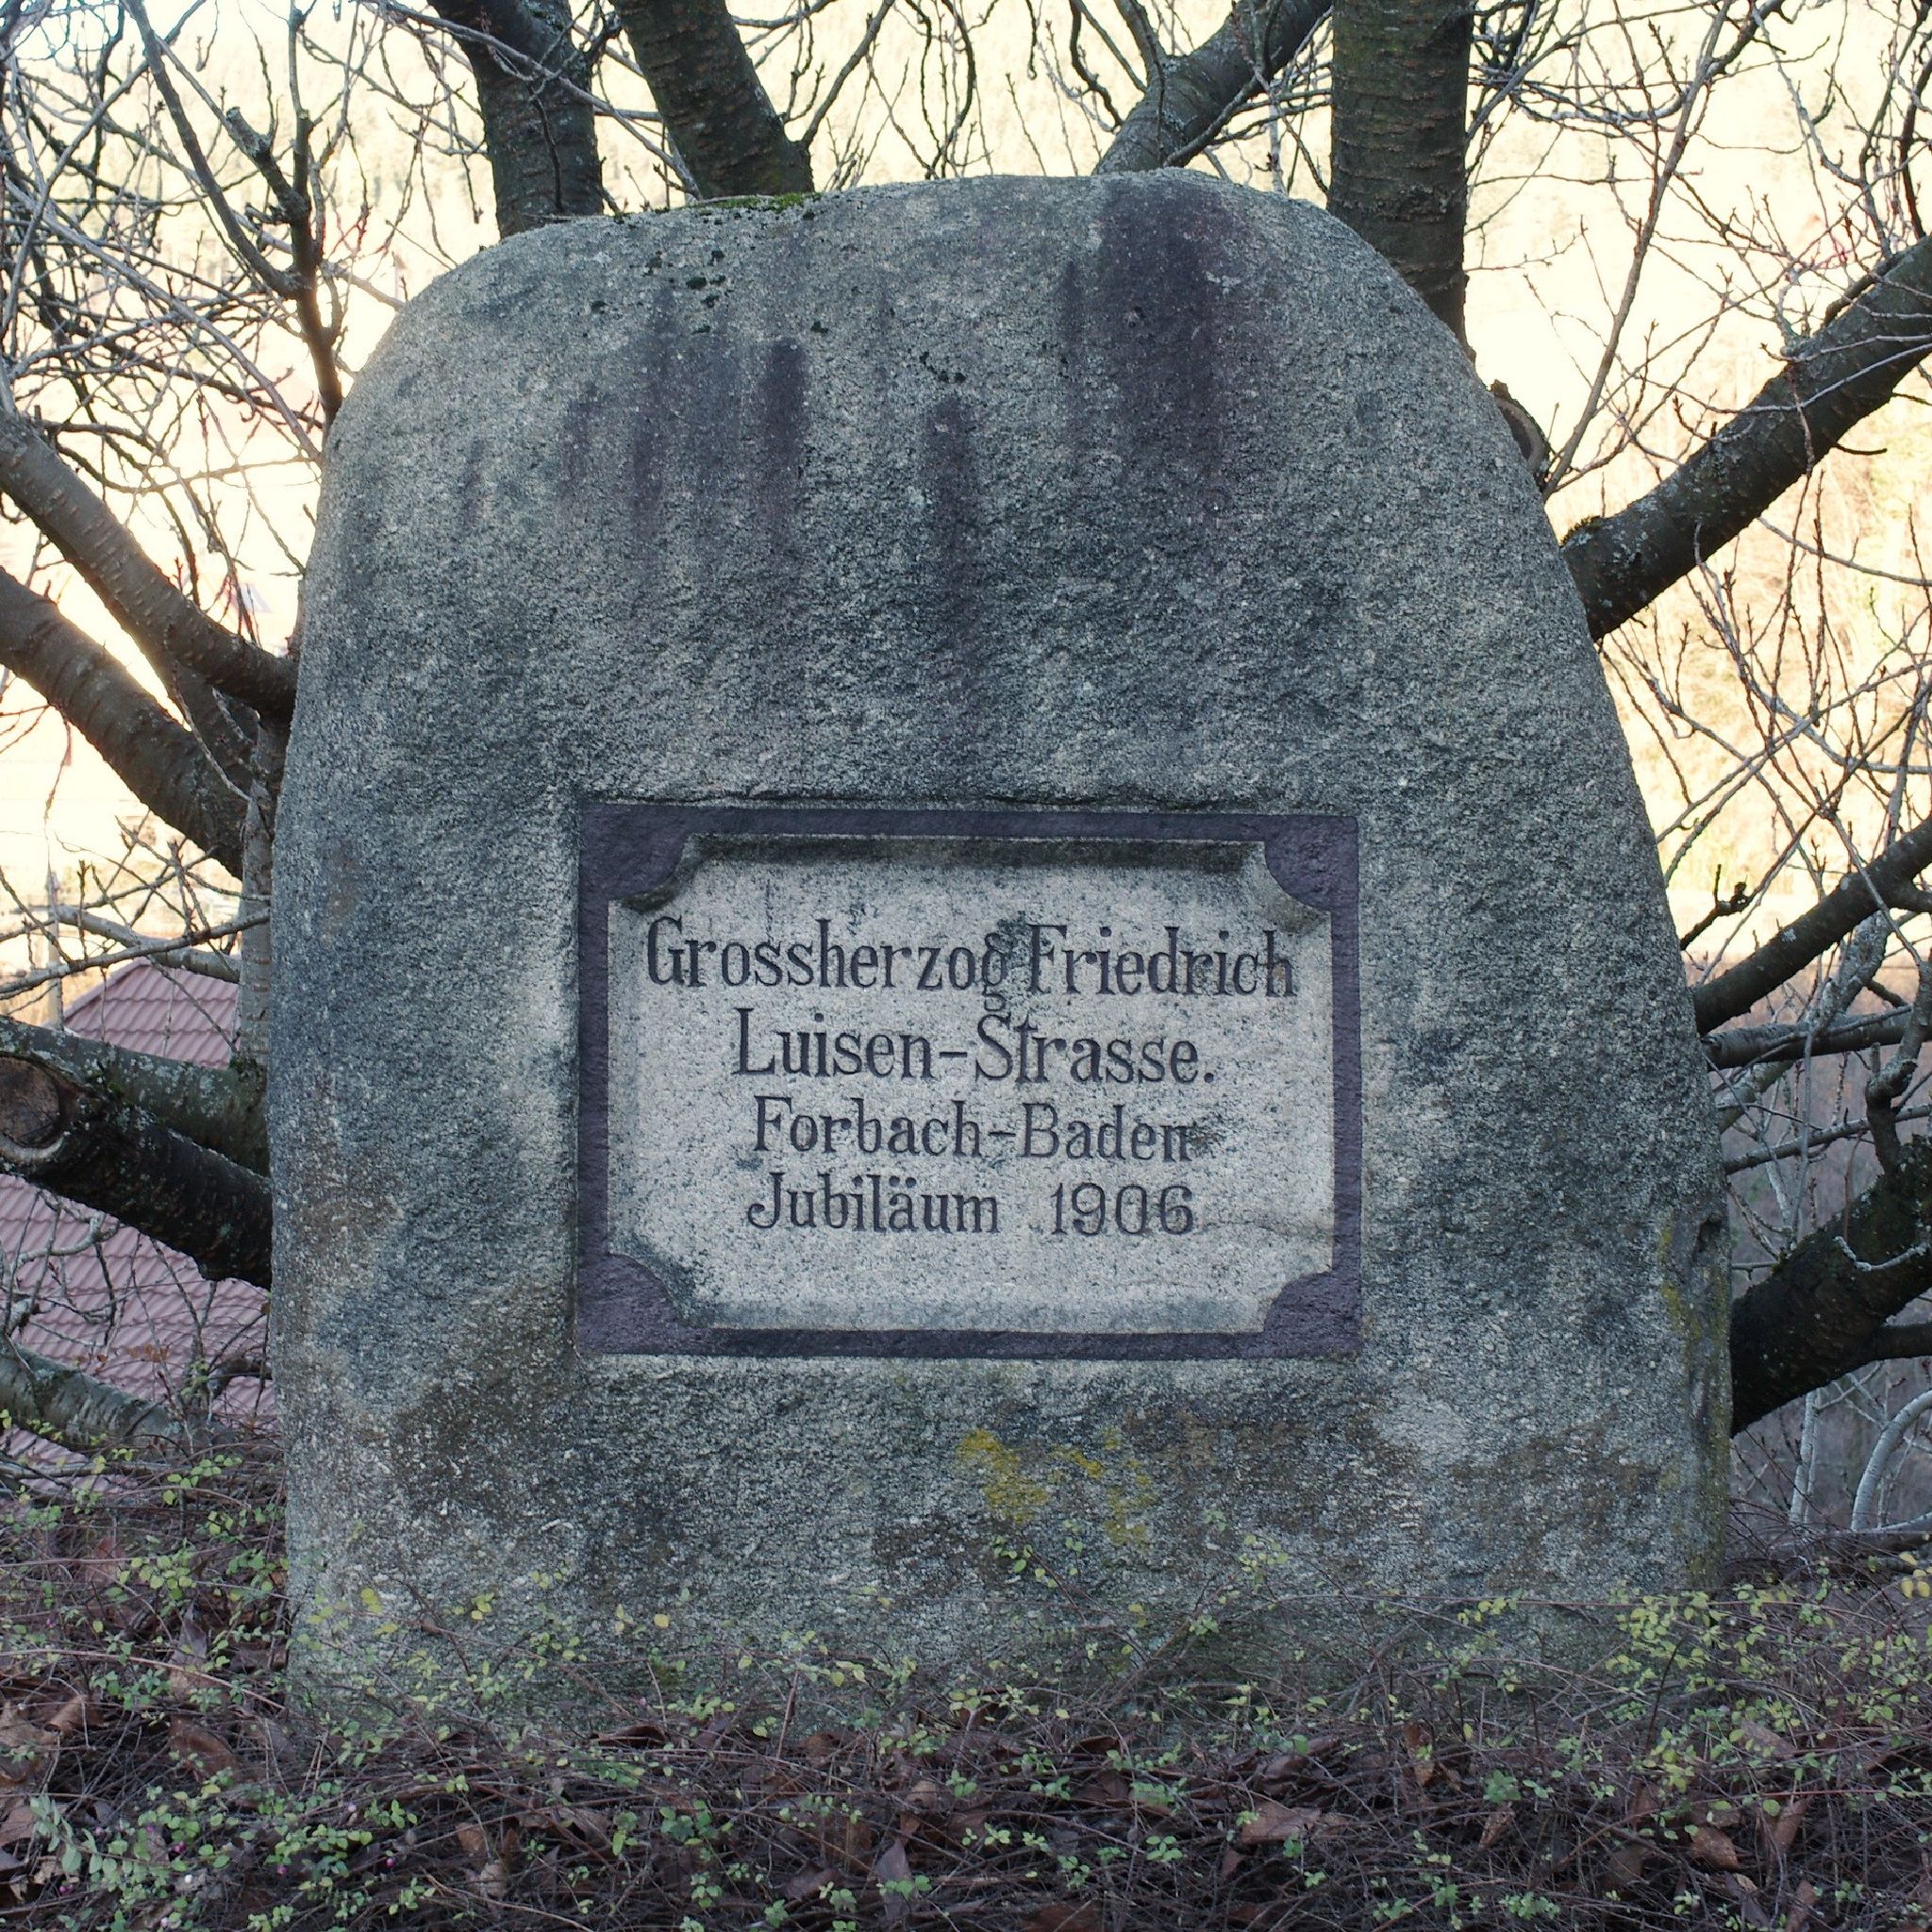 Grossherzog Friedrich
Luisen-Strasse.
Forbach-Baden
Jubiläum 1906